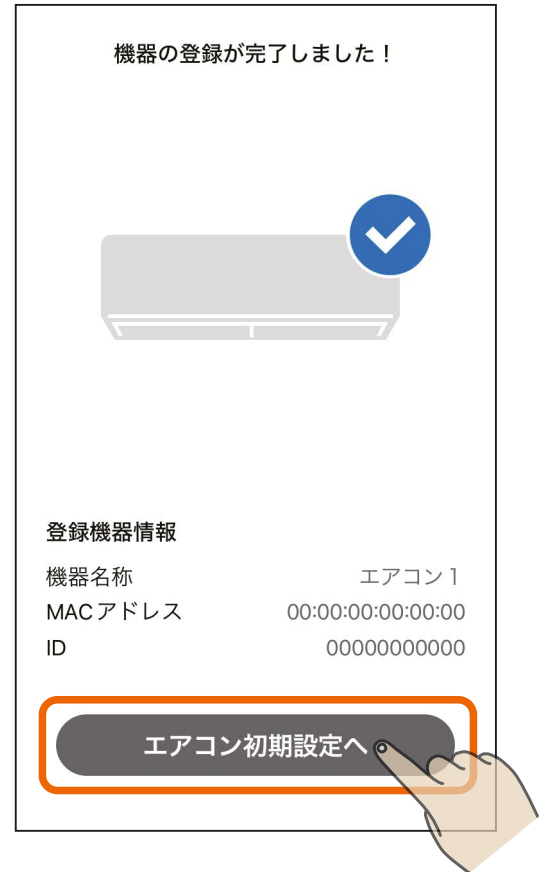 機器の登録が完了しました！
登録機器情報
機器名称 エアコン1
MACアドレス 00:00:00:00:00:00
ID 00000000000
エアコン初期設定へ